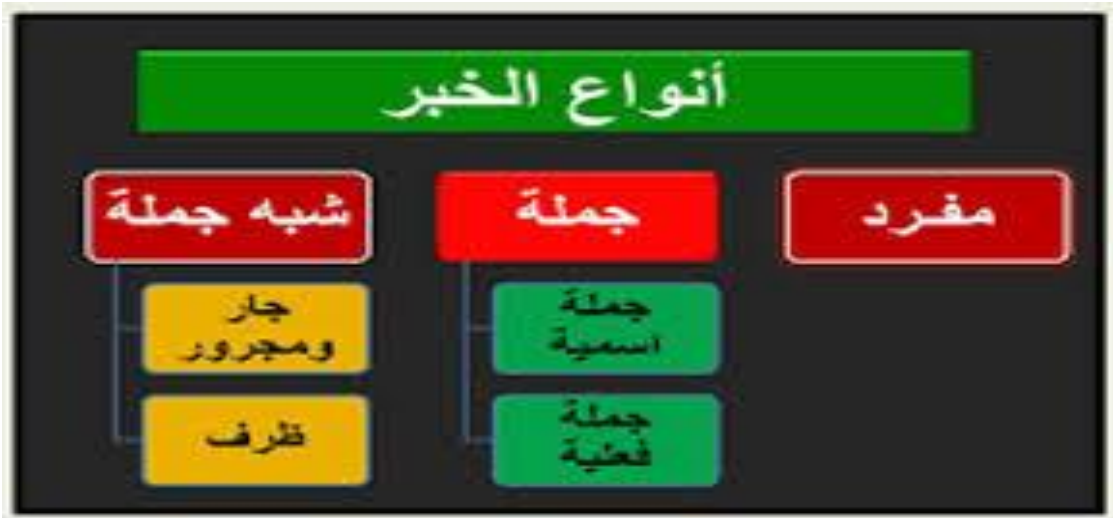 أنواع الخبر
مفرد
جملة
جملة
اسمية
جملة
فعلية
شبه جملة
جار
ومجرور
ظرف